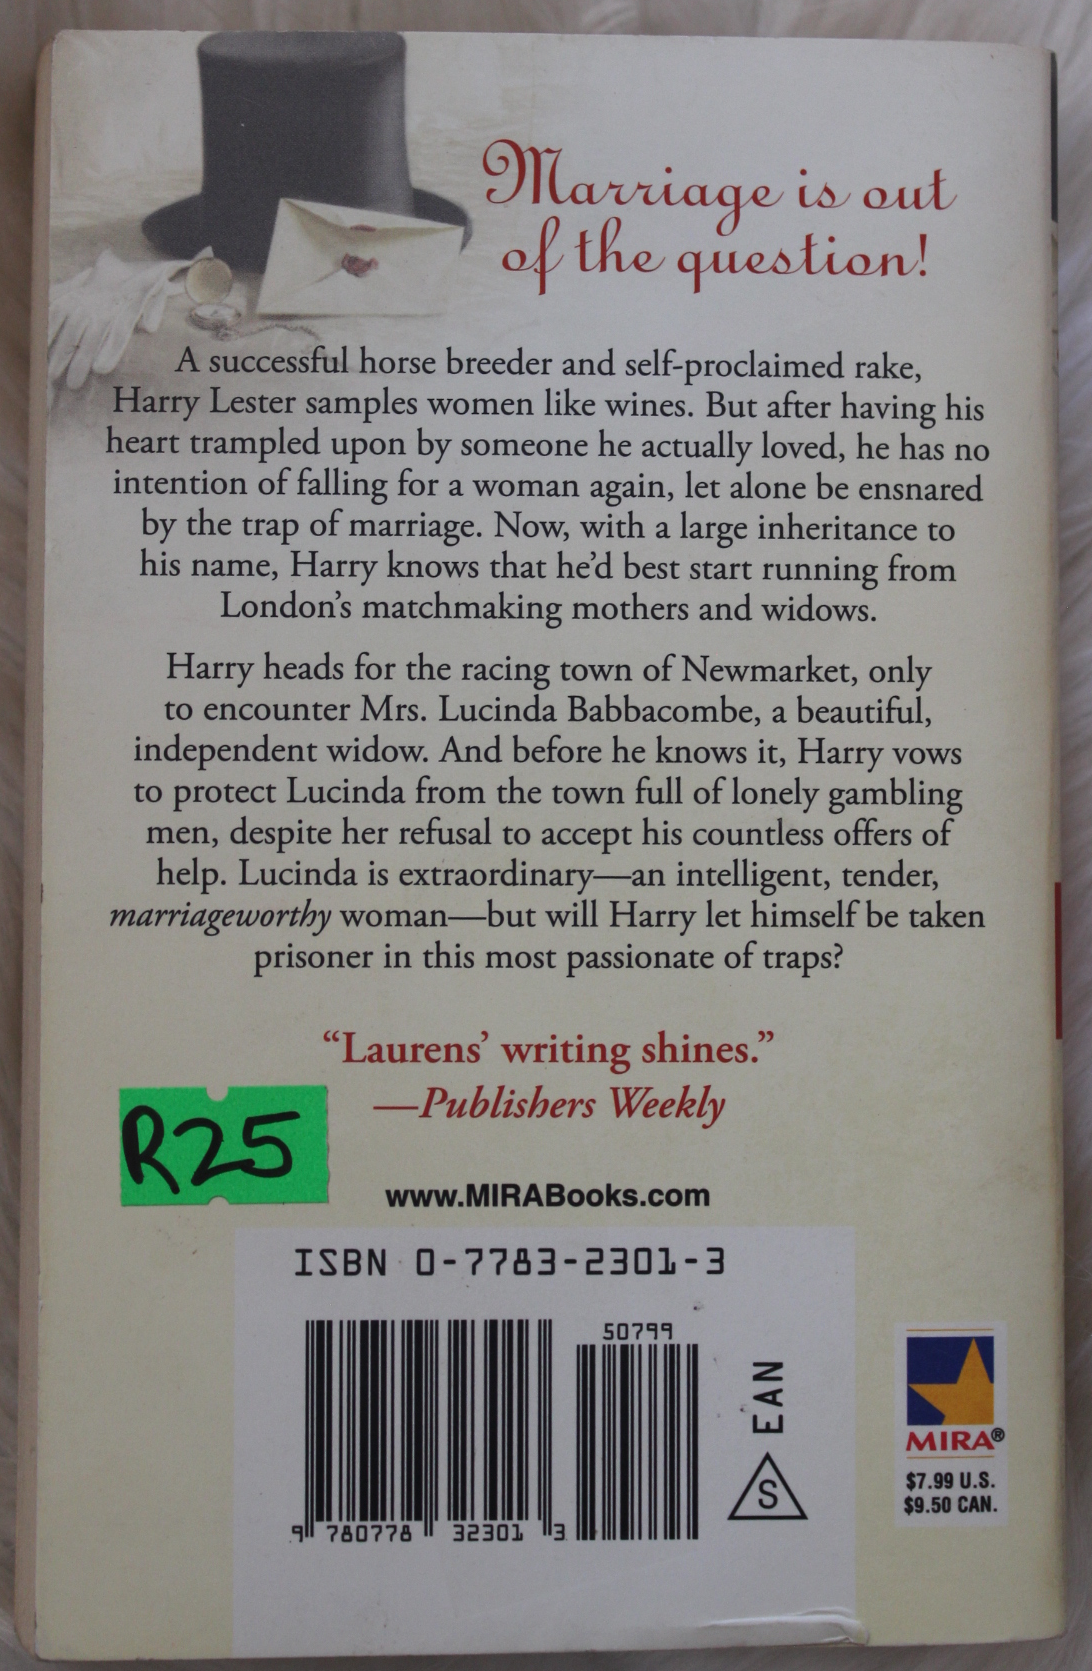 Marriage is out
of the question!
A successful horse breeder and self-proclaimed rake,
Harry Lester samples women like wines. But after having his
heart trampled upon by someone he actually loved, he has no
intention of falling for a woman again, let alone be ensnared
by the trap of marriage. Now, with a large inheritance to
his name, Harry knows that he'd best start running from
London's matchmaking mothers and widows.
Harry heads for the racing town of Newmarket, only
to encounter Mrs. Lucinda Babbacombe, a beautiful,
independent widow. And before he knows it, Harry vows
to protect Lucinda from the town full of lonely gambling
men, despite her refusal to accept his countless offers of
help. Lucinda is extraordinary—an intelligent, tender,
marriageworthy woman—but will Harry let himself be taken
prisoner in this most passionate of traps?
“Laurens’ writing shines.”
—Publishers Weekly
R25
www.MIRABooks.com
ISBN 0-7783-2301-3
50799
9 780778 32301 3
EAN
S
MIRA®
$7.99 U.S.
$9.50 CAN.